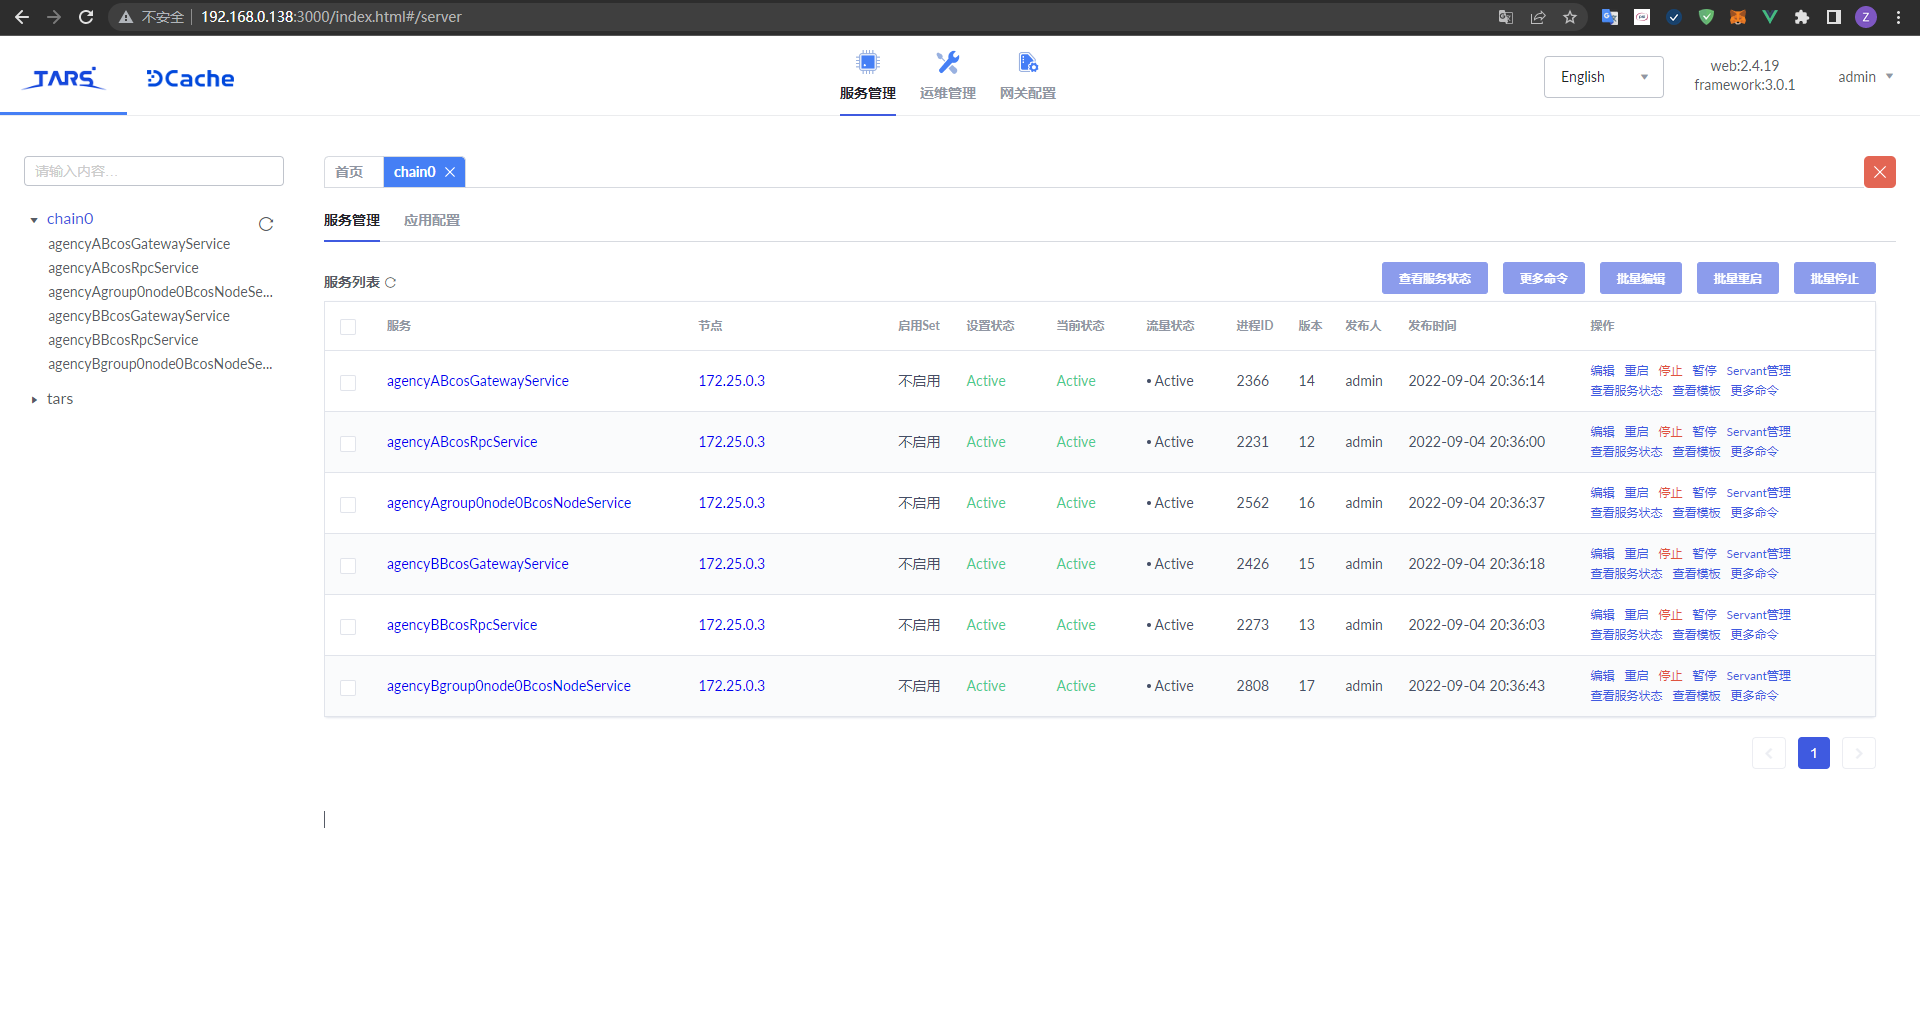 不安全 192.168.0.138:3000/index.html#/server
TARS DCache
服务管理 运维管理 网关配置
English
web:2.4.19
framework:3.0.1
admin
请输入内容...
chain0
agencyABcosGatewayService
agencyABcosRpcService
agencyAgroup0node0BcosNodeSe...
agencyBBcosGatewayService
agencyBBcosRpcService
agencyBgroup0node0BcosNodeSe...
tars
首页 chain0
服务管理 应用配置
服务列表
查看服务状态 更多命令 批量编辑 批量重启 批量停止
服务 节点 启用Set 设置状态 当前状态 流量状态 进程ID 版本 发布人 发布时间 操作
agencyABcosGatewayService 172.25.0.3 不启用 Active Active • Active 2366 14 admin 2022-09-04 20:36:14 编辑 重启 停止 暂停 Servant管理
查看服务状态 查看模板 更多命令
agencyABcosRpcService 172.25.0.3 不启用 Active Active • Active 2231 12 admin 2022-09-04 20:36:00 编辑 重启 停止 暂停 Servant管理
查看服务状态 查看模板 更多命令
agencyAgroup0node0BcosNodeService 172.25.0.3 不启用 Active Active • Active 2562 16 admin 2022-09-04 20:36:37 编辑 重启 停止 暂停 Servant管理
查看服务状态 查看模板 更多命令
agencyBBcosGatewayService 172.25.0.3 不启用 Active Active • Active 2426 15 admin 2022-09-04 20:36:18 编辑 重启 停止 暂停 Servant管理
查看服务状态 查看模板 更多命令
agencyBBcosRpcService 172.25.0.3 不启用 Active Active • Active 2273 13 admin 2022-09-04 20:36:03 编辑 重启 停止 暂停 Servant管理
查看服务状态 查看模板 更多命令
agencyBgroup0node0BcosNodeService 172.25.0.3 不启用 Active Active • Active 2808 17 admin 2022-09-04 20:36:43 编辑 重启 停止 暂停 Servant管理
查看服务状态 查看模板 更多命令
1